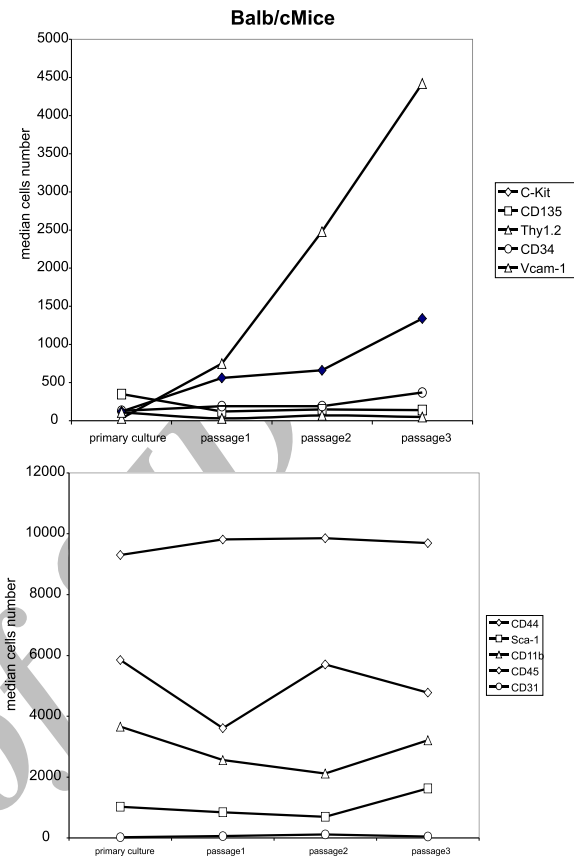 Balb/cMice
5000
4500
4000
3500
3000
2500
2000
1500
1000
500
0
median cells number
primary culture passage1 passage2 passage3
C-Kit
CD135
Thy1.2
CD34
Vcam-1
12000
10000
8000
6000
4000
2000
0
median cells number
primary culture passage1 passage2 passage3
CD44
Sca-1
CD11b
CD45
CD31